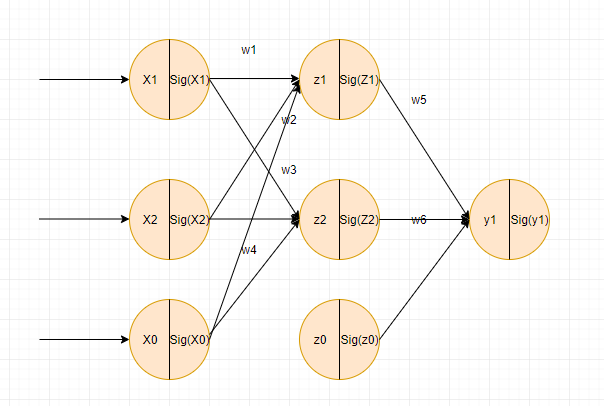 w1
X1 Sig(X1)
z1 Sig(Z1)
w5
w2
w3
X2 Sig(X2)
z2 Sig(Z2)
w6
y1 Sig(y1)
w4
X0 Sig(X0)
z0 Sig(z0)